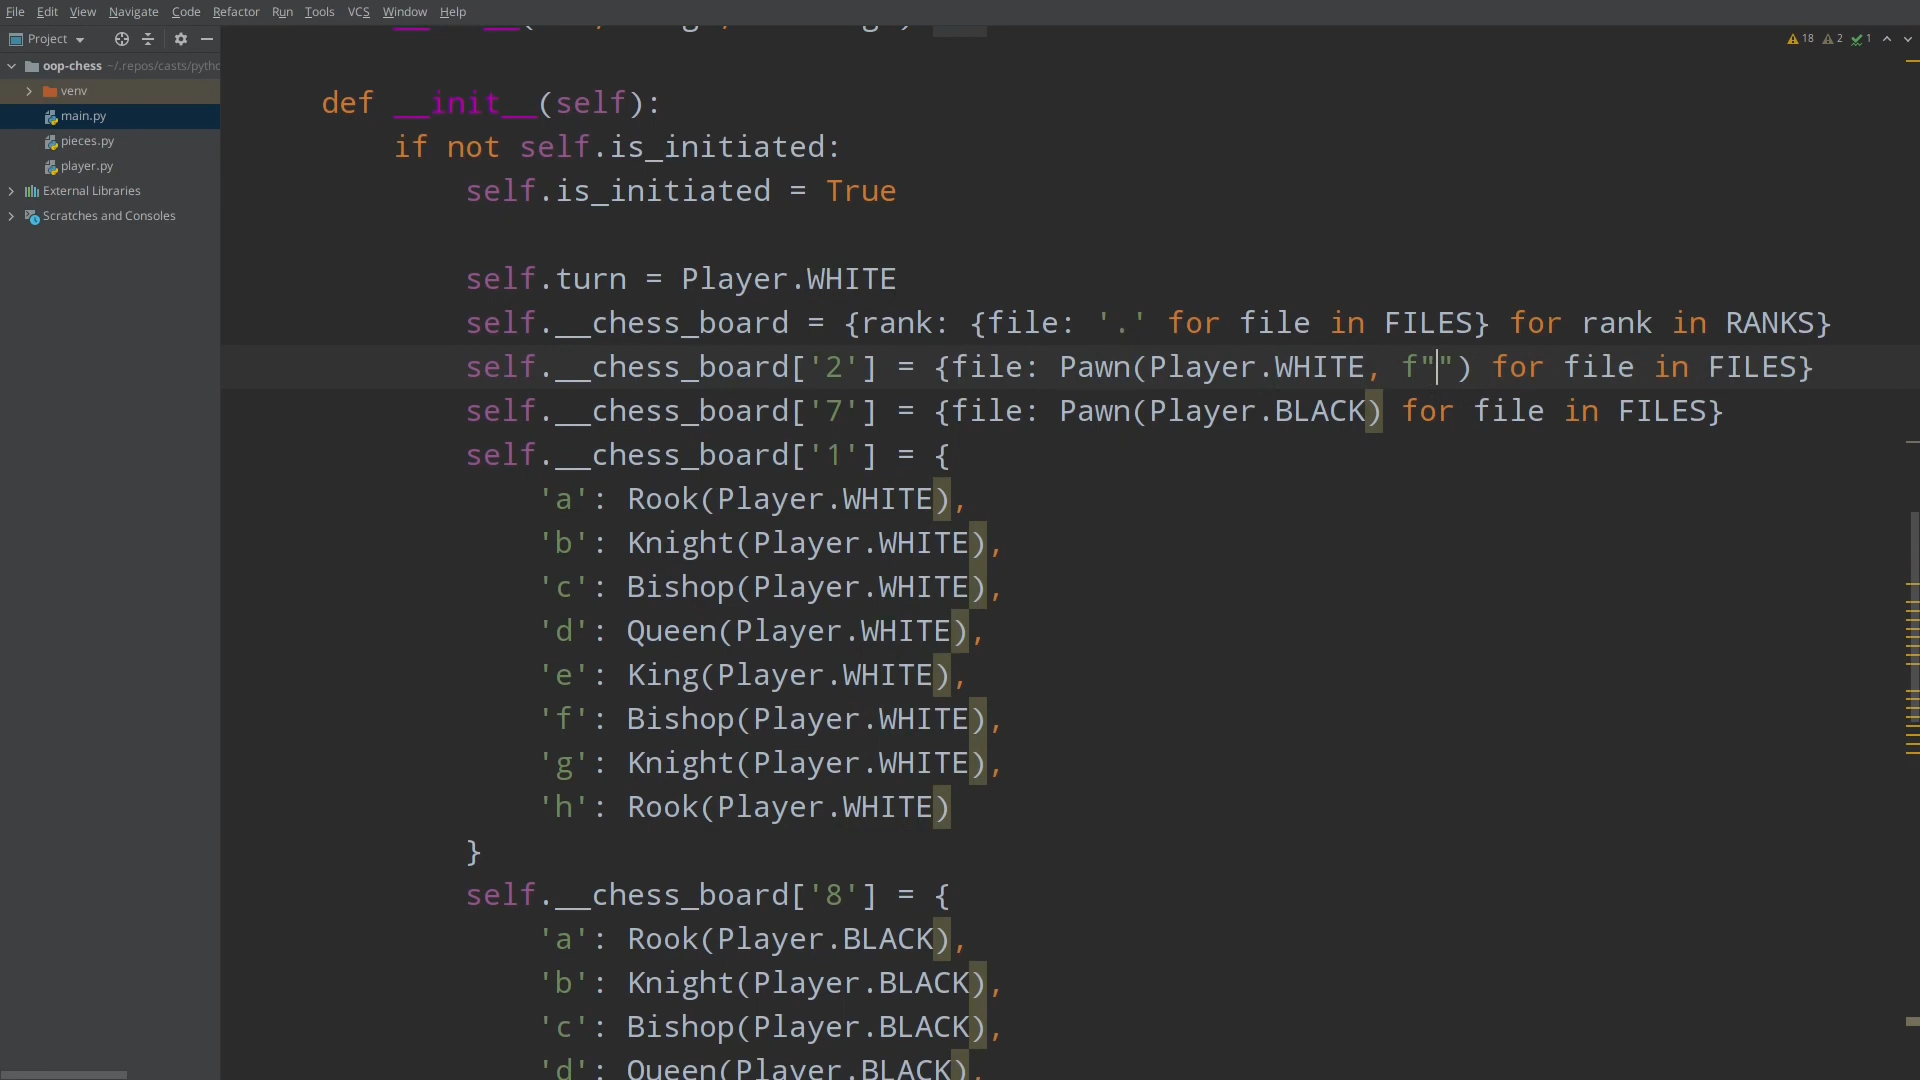 File Edit View Navigate Code Refactor Run Tools VCS Window Help
Project
18 2 1
oop-chess ~/.repos/casts/pytho
venv
main.py
pieces.py
player.py
External Libraries
Scratches and Consoles
def __init__(self):
if not self.is_initiated:
self.is_initiated = True
self.turn = Player.WHITE
self.__chess_board = {rank: {file: '.' for file in FILES} for rank in RANKS}
self.__chess_board['2'] = {file: Pawn(Player.WHITE, f"") for file in FILES}
self.__chess_board['7'] = {file: Pawn(Player.BLACK) for file in FILES}
self.__chess_board['1'] = {
'a': Rook(Player.WHITE),
'b': Knight(Player.WHITE),
'c': Bishop(Player.WHITE),
'd': Queen(Player.WHITE),
'e': King(Player.WHITE),
'f': Bishop(Player.WHITE),
'g': Knight(Player.WHITE),
'h': Rook(Player.WHITE)
}
self.__chess_board['8'] = {
'a': Rook(Player.BLACK),
'b': Knight(Player.BLACK),
'c': Bishop(Player.BLACK),
'd': Queen(Player.BLACK),